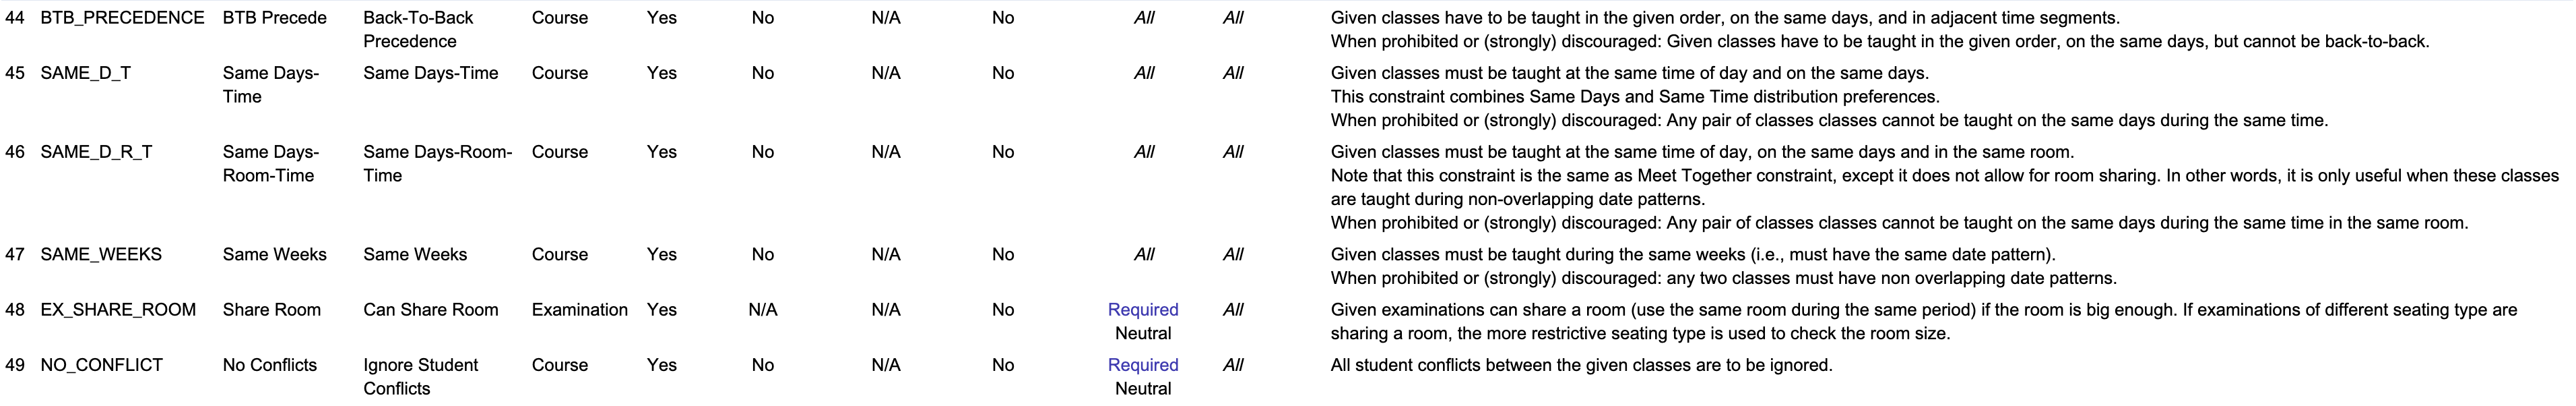 44 BTB_PRECEDENCE BTB Precede Back-To-Back Course Yes No N/A No All All Given classes have to be taught in the given order, on the same days, and in adjacent time segments.
Precedence When prohibited or (strongly) discouraged: Given classes have to be taught in the given order, on the same days, but cannot be back-to-back.
45 SAME_D_T Same Days- Same Days-Time Course Yes No N/A No All All Given classes must be taught at the same time of day and on the same days.
Time This constraint combines Same Days and Same Time distribution preferences.
When prohibited or (strongly) discouraged: Any pair of classes classes cannot be taught on the same days during the same time.
46 SAME_D_R_T Same Days- Same Days-Room- Course Yes No N/A No All All Given classes must be taught at the same time of day, on the same days and in the same room.
Room-Time Time Note that this constraint is the same as Meet Together constraint, except it does not allow for room sharing. In other words, it is only useful when these classes
are taught during non-overlapping date patterns.
When prohibited or (strongly) discouraged: Any pair of classes classes cannot be taught on the same days during the same time in the same room.
47 SAME_WEEKS Same Weeks Same Weeks Course Yes No N/A No All All Given classes must be taught during the same weeks (i.e., must have the same date pattern).
When prohibited or (strongly) discouraged: any two classes must have non overlapping date patterns.
48 EX_SHARE_ROOM Share Room Can Share Room Examination Yes N/A N/A No Required All Given examinations can share a room (use the same room during the same period) if the room is big enough. If examinations of different seating type are
Neutral sharing a room, the more restrictive seating type is used to check the room size.
49 NO_CONFLICT No Conflicts Ignore Student Course Yes No N/A No Required All All student conflicts between the given classes are to be ignored.
Conflicts Neutral